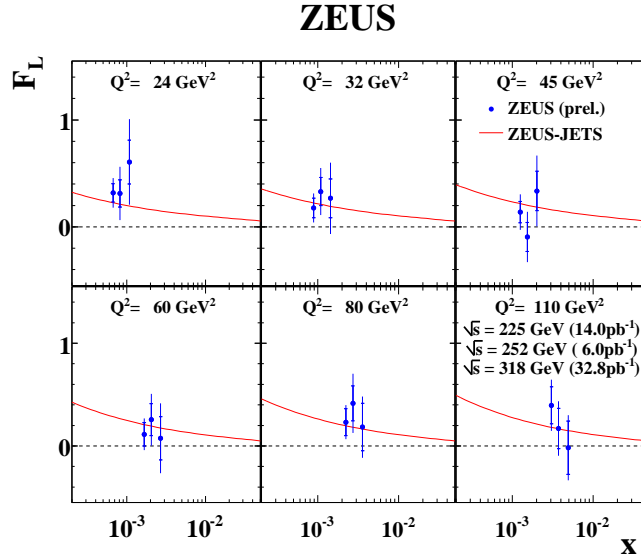 ZEUS
F_L
Q²= 24 GeV²
Q²= 32 GeV²
Q²= 45 GeV²
ZEUS (prel.)
ZEUS-JETS
1
0
Q²= 60 GeV²
Q²= 80 GeV²
Q²= 110 GeV²
√s = 225 GeV (14.0pb⁻¹)
√s = 252 GeV ( 6.0pb⁻¹)
√s = 318 GeV (32.8pb⁻¹)
1
0
10⁻³ 10⁻² 10⁻³ 10⁻² 10⁻³ 10⁻²
x